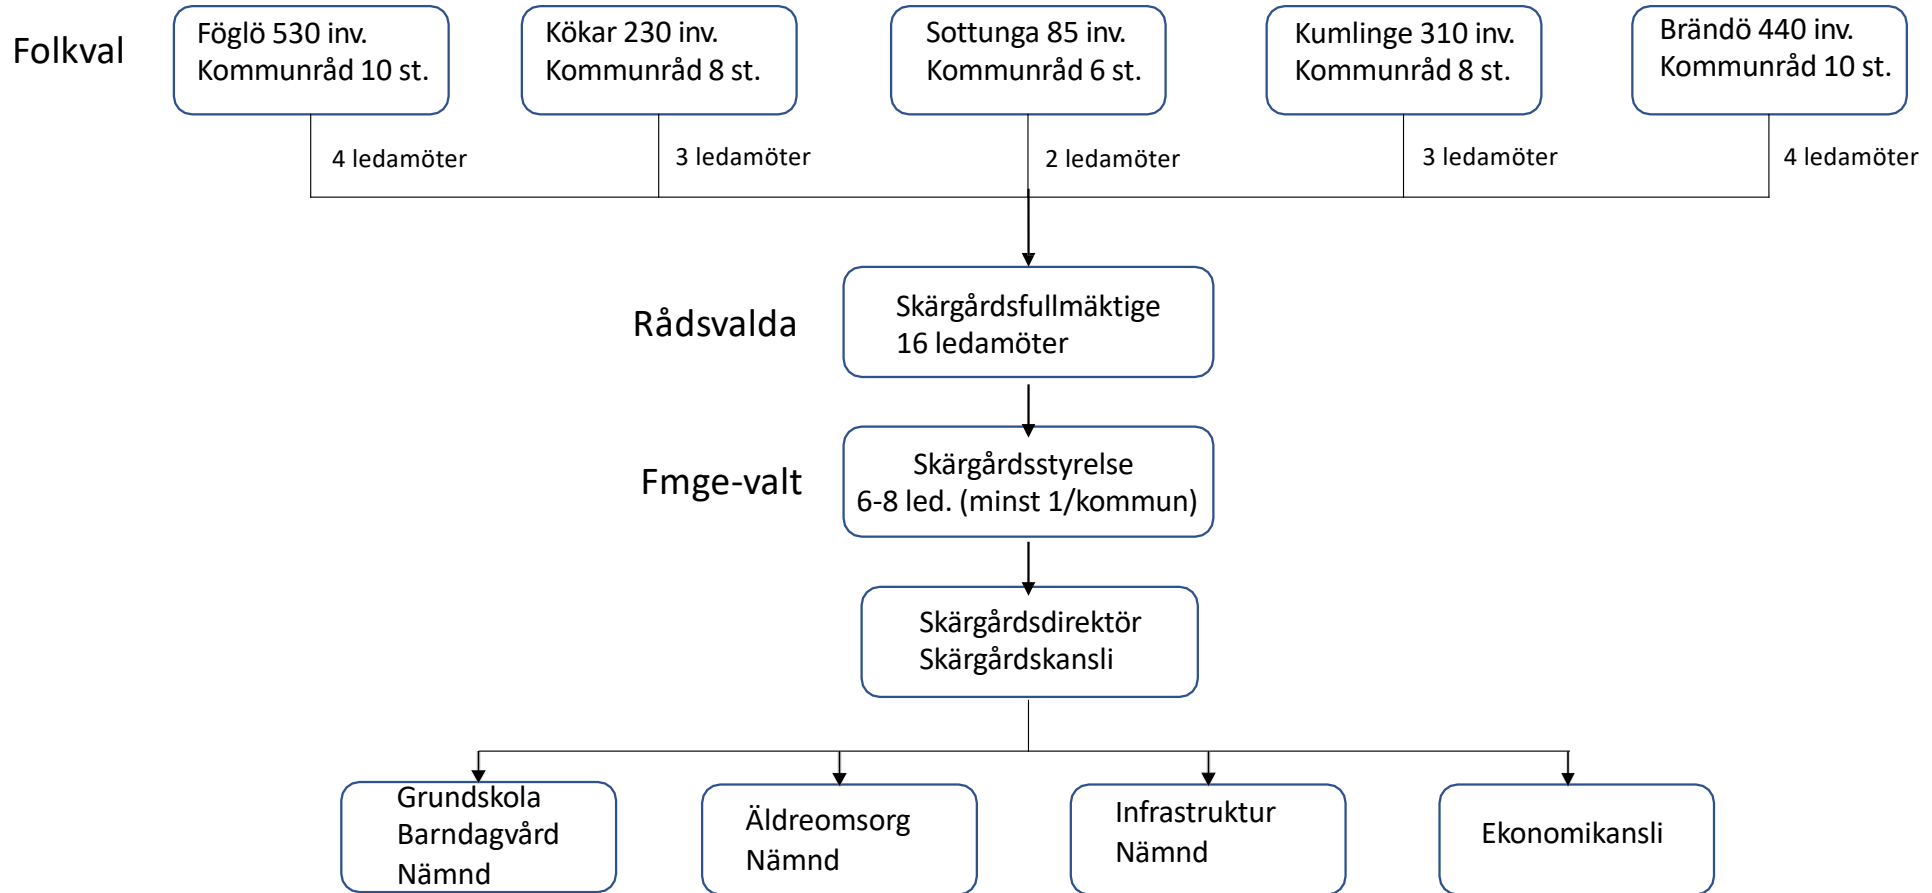 Folkval
Föglö 530 inv.
Kommunråd 10 st.
Kökar 230 inv.
Kommunråd 8 st.
Sottunga 85 inv.
Kommunråd 6 st.
Kumlinge 310 inv.
Kommunråd 8 st.
Brändö 440 inv.
Kommunråd 10 st.
4 ledamöter
3 ledamöter
2 ledamöter
3 ledamöter
4 ledamöter
Rådsvalda
Skärgårdsfullmäktige
16 ledamöter
Fmge-valt
Skärgårdsstyrelse
6-8 led. (minst 1/kommun)
Skärgårdsdirektör
Skärgårdskansli
Grundskola
Barndagvård
Nämnd
Äldreomsorg
Nämnd
Infrastruktur
Nämnd
Ekonomikansli